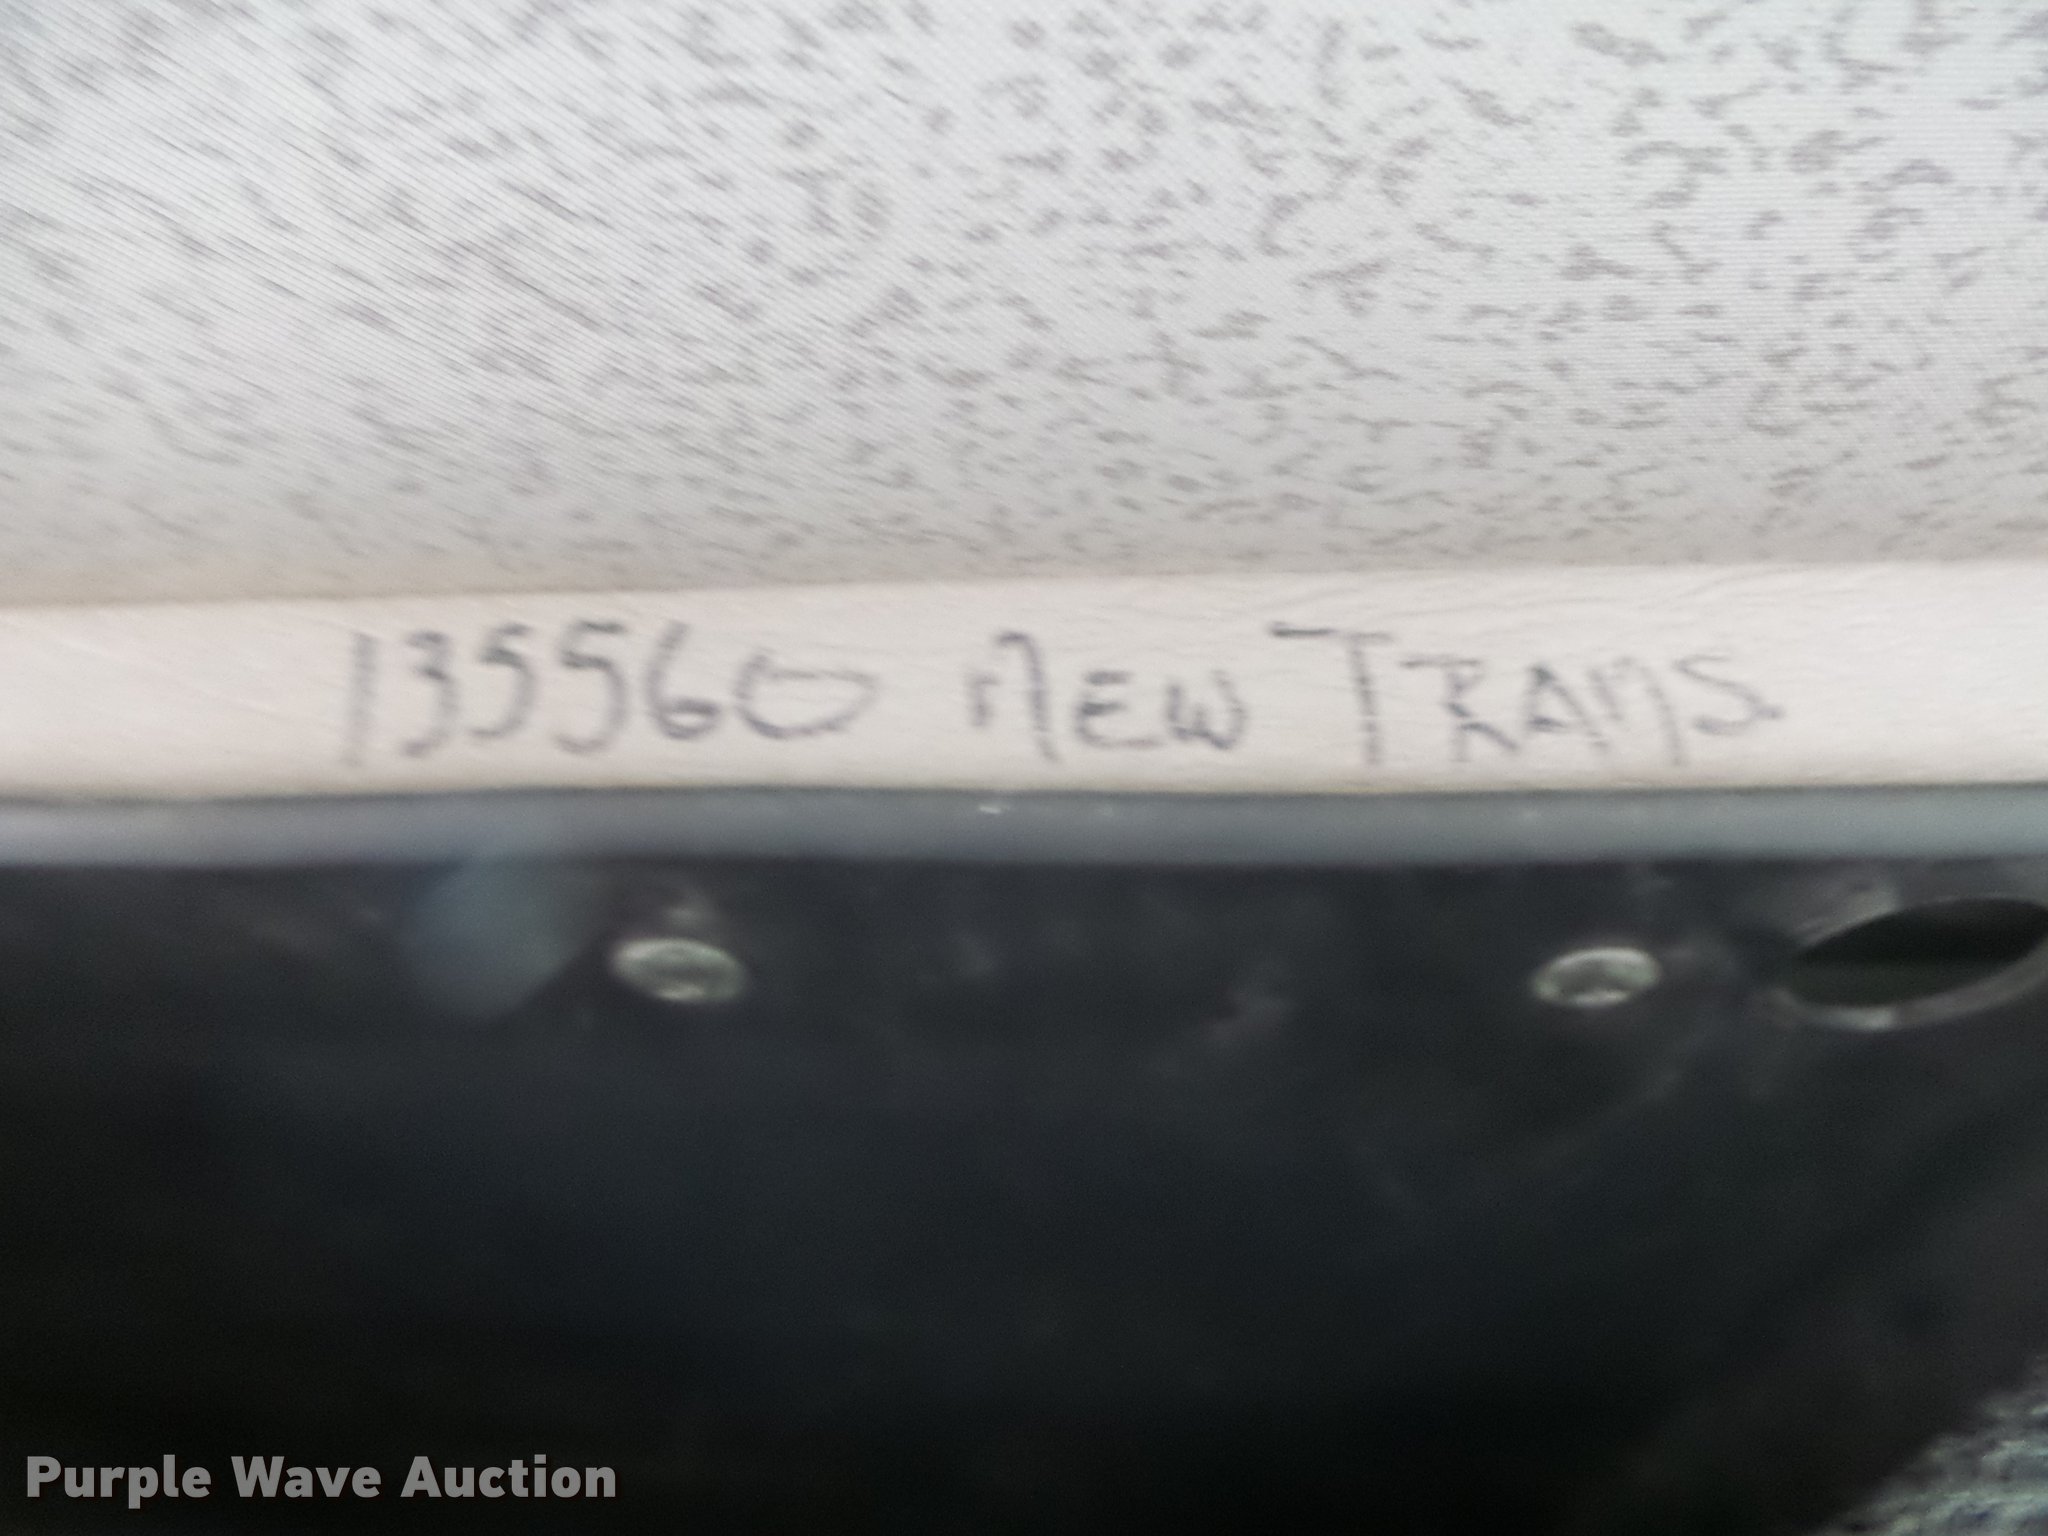 135560 NEW TRANS.
Purple Wave Auction